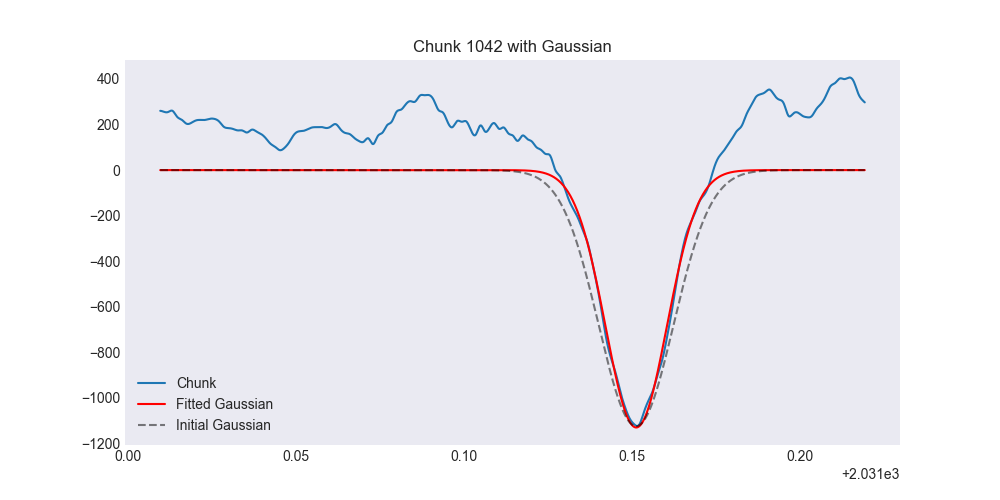 Chunk 1042 with Gaussian
400
200
0
−200
−400
−600
−800
−1000
−1200
Chunk
Fitted Gaussian
Initial Gaussian
0.00 0.05 0.10 0.15 0.20
+2.031e3